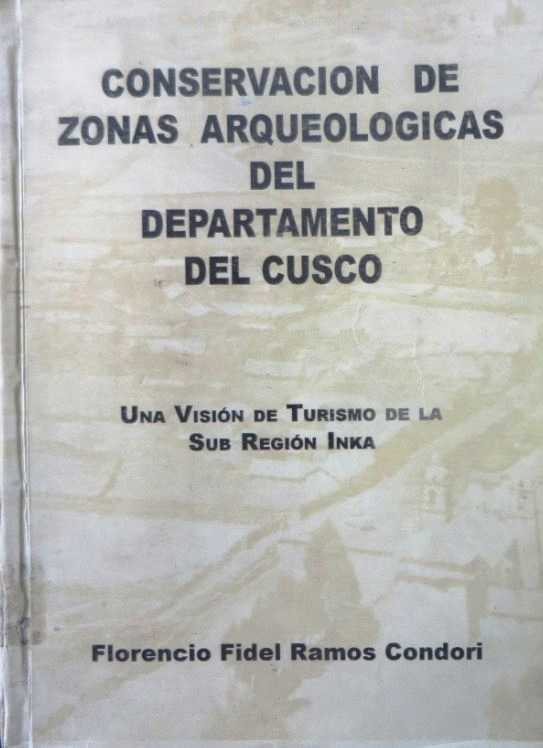 CONSERVACION DE
ZONAS ARQUEOLOGICAS
DEL
DEPARTAMENTO
DEL CUSCO
UNA VISIÓN DE TURISMO DE LA
SUB REGIÓN INKA
Florencio Fidel Ramos Condori